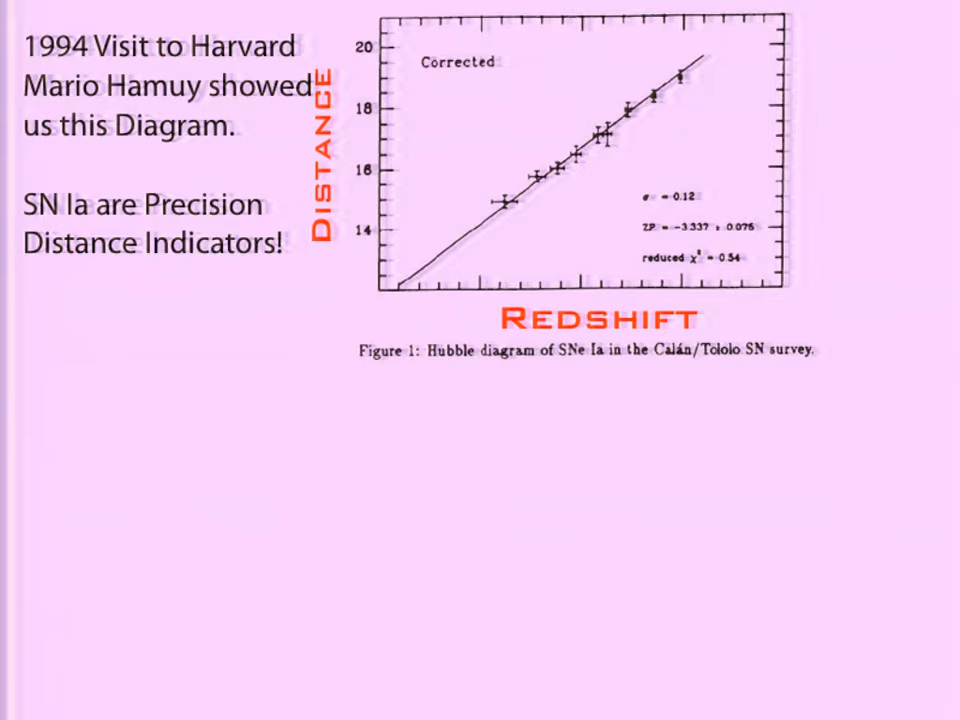 1994 Visit to Harvard
Mario Hamuy showed
us this Diagram.
SN Ia are Precision
Distance Indicators!
DISTANCE
20
18
16
14
Corrected
σ = 0.12
ZP = -3.337 ± 0.076
reduced χ² = 0.54
REDSHIFT
Figure 1: Hubble diagram of SNe Ia in the Calán/Tololo SN survey.